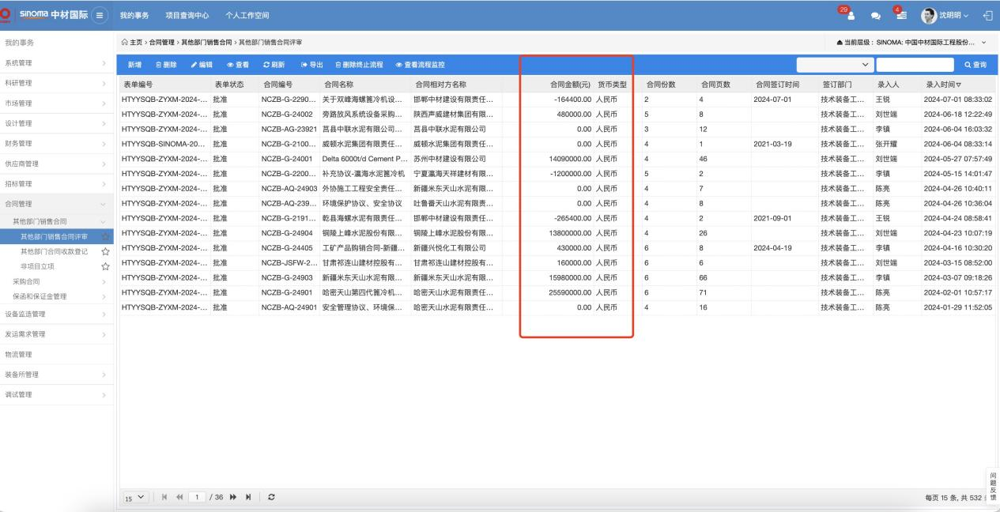 sinoma 中材国际 我的事务 项目查询中心 个人工作空间 29 4 沈明明
我的事务
系统管理
科研管理
市场管理
设计管理
财务管理
供应商管理
招标管理
合同管理
其他部门销售合同
其他部门销售合同评审
其他部门合同收款登记
非项目立项
采购合同
保函和保证金管理
设备监造管理
发运需求管理
物流管理
装备所管理
调试管理
主页 › 合同管理 › 其他部门销售合同 › 其他部门销售合同评审 当前层级：SINOMA: 中国中材国际工程股份...
新增 删除 编辑 查看 刷新 导出 删除终止流程 查看流程监控 查询
表单编号 表单状态 合同编号 合同名称 合同相对方名称 合同金额(元) 货币类型 合同份数 合同页数 合同签订时间 签订部门 录入人 录入时间▽
HTYYSQB-ZYXM-2024-... 批准 NCZB-G-2290... 关于双峰海螺篦冷机设... 邯郸中材建设有限责任... -164400.00 人民币 2 4 2024-07-01 技术装备工... 王锐 2024-07-01 08:33:02
HTYYSQB-ZYXM-2024-... 批准 NCZB-G-24002 旁路放风系统设备采购... 陕西声威建材集团有限... 480000.00 人民币 5 8 技术装备工... 刘世端 2024-06-18 12:22:49
HTYYSQB-ZYXM-2024-... 批准 NCZB-AG-23921 莒县中联水泥有限公司... 莒县中联水泥有限公司 0.00 人民币 3 12 技术装备工... 李镇 2024-06-04 16:03:32
HTYYSQB-SINOMA-20... 批准 NCZB-G-2100... 威顿水泥集团有限责任... 威顿水泥集团有限责任... 0.00 人民币 4 1 2021-03-19 技术装备工... 张开耀 2024-06-04 08:33:14
HTYYSQB-ZYXM-2024-... 批准 NCZB-G-24001 Delta 6000t/d Cement P... 苏州中材建设有限公司 14090000.00 人民币 4 46 技术装备工... 刘世端 2024-05-27 07:57:49
HTYYSQB-ZYXM-2024-... 批准 NCZB-G-2200... 补充协议-瀛海水泥篦冷机 宁夏瀛海天祥建材有限... -1200000.00 人民币 5 2 技术装备工... 李镇 2024-05-15 14:01:47
HTYYSQB-ZYXM-2024-... 批准 NCZB-AQ-24903 外协施工工程安全责任... 新疆米东天山水泥有限... 0.00 人民币 4 7 技术装备工... 陈亮 2024-04-26 10:40:11
HTYYSQB-ZYXM-2024-... 批准 NCZB-AQ-239... 环境保护协议、安全协议 吐鲁番天山水泥有限责... 0.00 人民币 4 8 技术装备工... 陈亮 2024-04-26 10:36:04
HTYYSQB-ZYXM-2024-... 批准 NCZB-G-2191... 乾县海螺水泥有限责任... 邯郸中材建设有限责任... -265400.00 人民币 4 2 2021-09-01 技术装备工... 王锐 2024-04-24 08:58:41
HTYYSQB-ZYXM-2024-... 批准 NCZB-G-24904 铜陵上峰水泥股份有限... 铜陵上峰水泥股份有限... 13800000.00 人民币 4 26 技术装备工... 刘世端 2024-04-23 10:07:19
HTYYSQB-ZYXM-2024-... 批准 NCZB-G-24405 工矿产品购销合同-新疆... 新疆兴悦化工有限公司 430000.00 人民币 6 8 2024-04-19 技术装备工... 李镇 2024-04-16 10:30:20
HTYYSQB-ZYXM-2024-... 批准 NCZB-JSFW-2... 甘肃祁连山建材控股有... 甘肃祁连山建材控股有... 160000.00 人民币 6 6 技术装备工... 刘世端 2024-03-15 08:52:00
HTYYSQB-ZYXM-2024-... 批准 NCZB-G-24903 新疆米东天山水泥有限... 新疆米东天山水泥有限... 15980000.00 人民币 6 66 技术装备工... 李镇 2024-03-07 09:18:26
HTYYSQB-ZYXM-2024-... 批准 NCZB-G-24901 哈密天山第四代篦冷机... 哈密天山水泥有限责任... 25590000.00 人民币 6 71 技术装备工... 陈亮 2024-02-01 10:57:17
HTYYSQB-ZYXM-2024-... 批准 NCZB-AQ-24901 安全管理协议、环境保... 哈密天山水泥有限责任... 0.00 人民币 4 16 技术装备工... 陈亮 2024-01-29 11:52:05
15 1 / 36 每页 15 条, 共 532
问题反馈